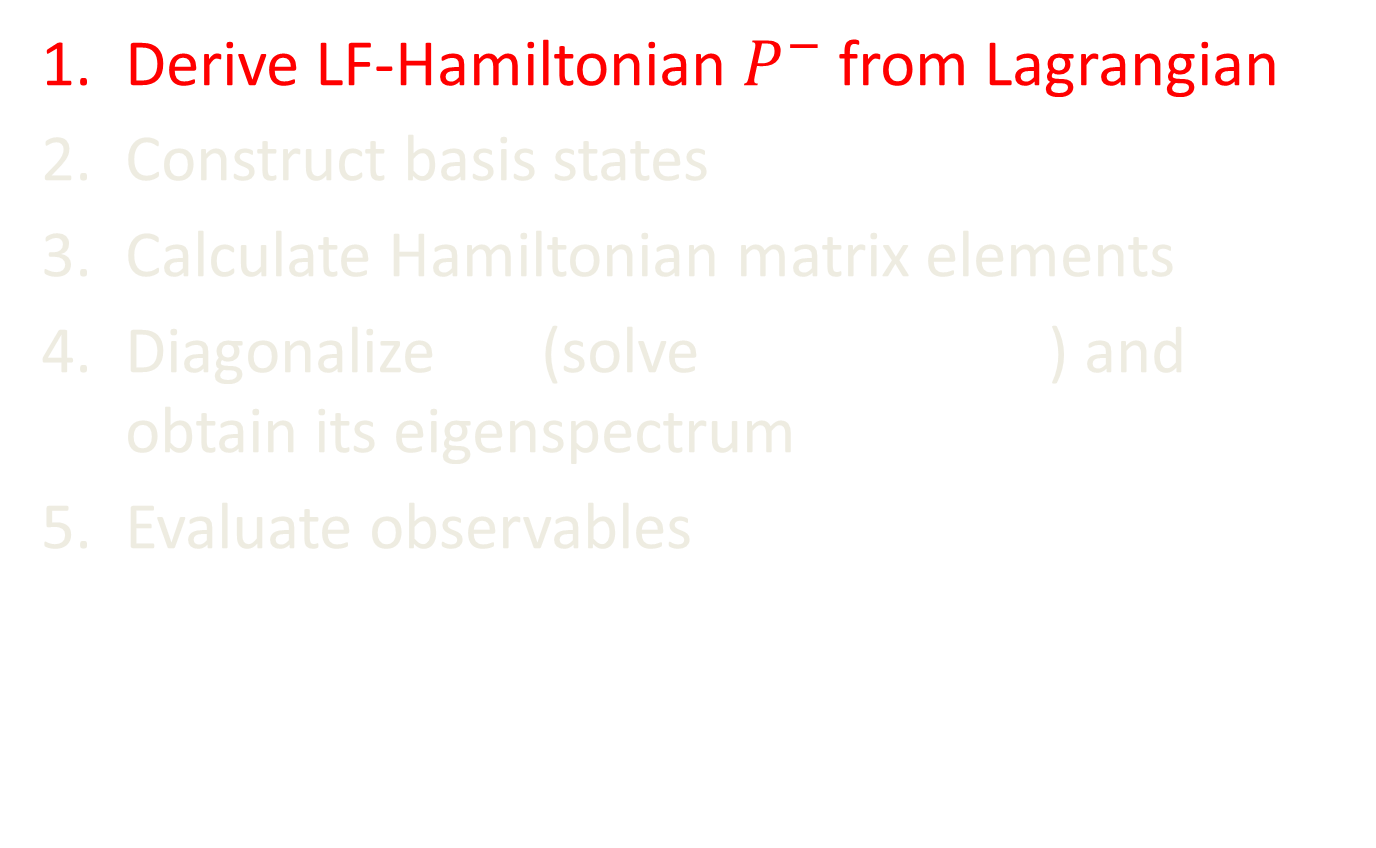 1. Derive LF-Hamiltonian P⁻ from Lagrangian
2. Construct basis states
3. Calculate Hamiltonian matrix elements
4. Diagonalize (solve ) and
obtain its eigenspectrum
5. Evaluate observables